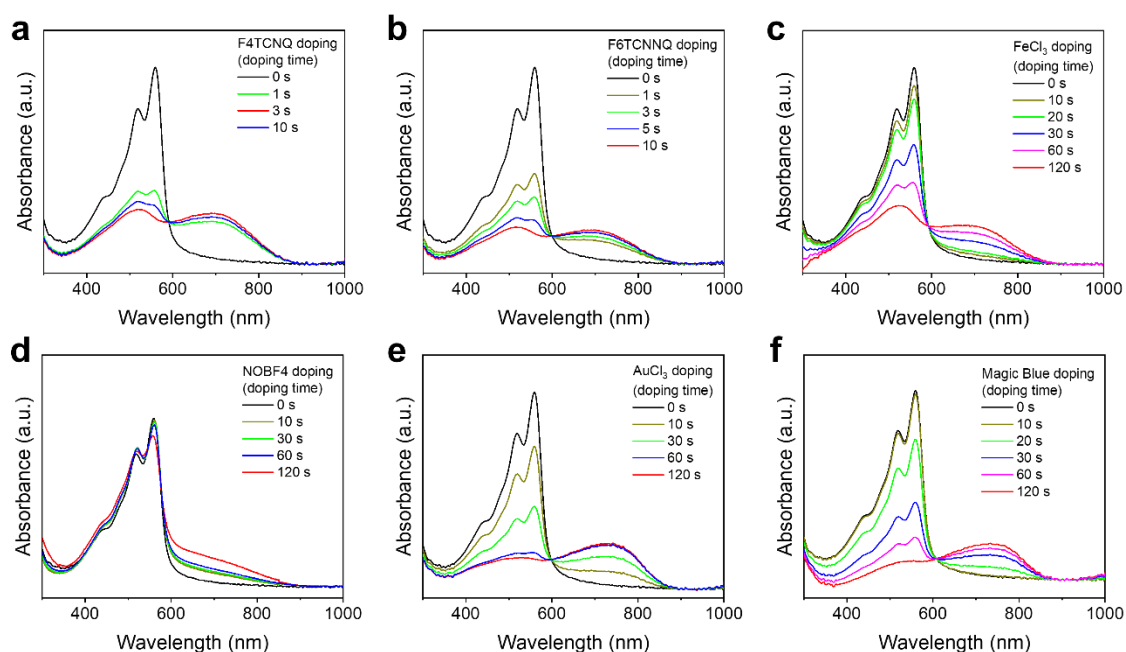 a
F4TCNQ doping
(doping time)
0 s
1 s
3 s
10 s
Absorbance (a.u.)
400 600 800 1000
Wavelength (nm)
b
F6TCNNQ doping
(doping time)
0 s
1 s
3 s
5 s
10 s
Absorbance (a.u.)
400 600 800 1000
Wavelength (nm)
c
FeCl₃ doping
(doping time)
0 s
10 s
20 s
30 s
60 s
120 s
Absorbance (a.u.)
400 600 800 1000
Wavelength (nm)
d
NOBF4 doping
(doping time)
0 s
10 s
30 s
60 s
120 s
Absorbance (a.u.)
400 600 800 1000
Wavelength (nm)
e
AuCl₃ doping
(doping time)
0 s
10 s
30 s
60 s
120 s
Absorbance (a.u.)
400 600 800 1000
Wavelength (nm)
f
Magic Blue doping
(doping time)
0 s
10 s
20 s
30 s
60 s
120 s
Absorbance (a.u.)
400 600 800 1000
Wavelength (nm)